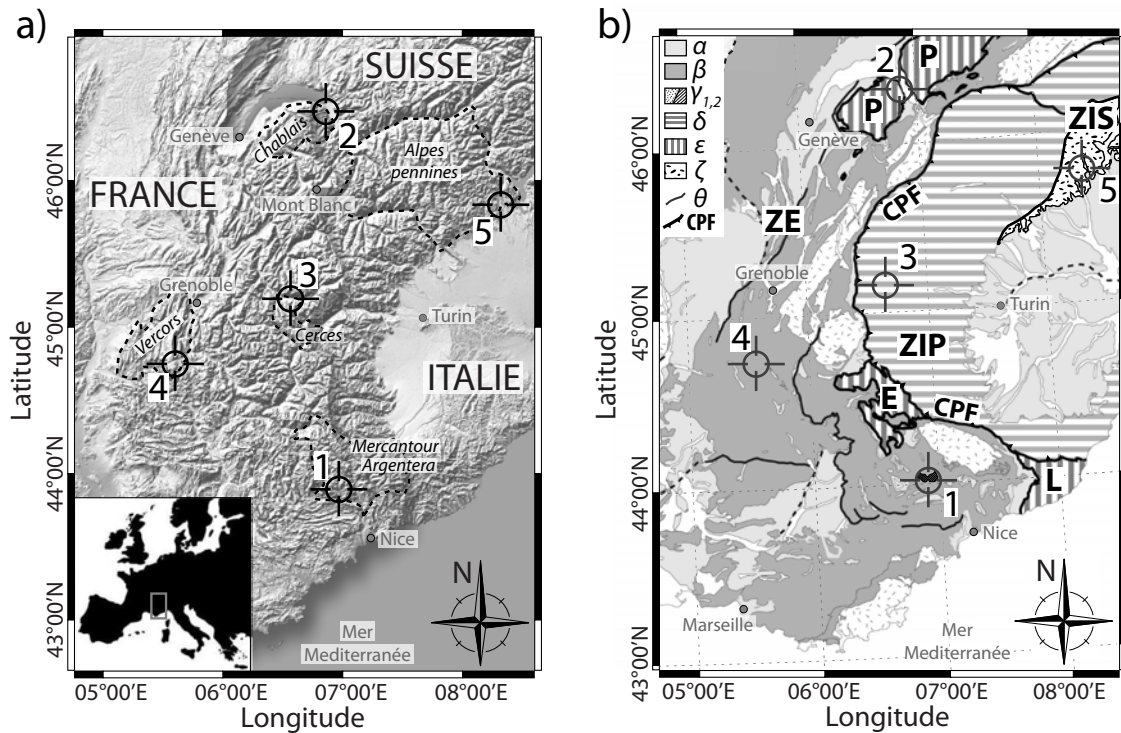 a)
SUISSE
Genève
Chablais
2
Alpes
pennines
FRANCE
Mont Blanc
5
3
Grenoble
Vercors
Cerces
Turin
4
ITALIE
1
Mercantour
Argentera
Nice
N
Mer
Mediterranée
46°00'N
45°00'N
44°00'N
43°00'N
Latitude
05°00'E
06°00'E
07°00'E
08°00'E
Longitude
b)
α
β
γ1,2
δ
ε
ζ
θ
CPF
2
P
P
Genève
ZIS
5
CPF
ZE
3
Grenoble
Turin
4
ZIP
E
CPF
1
L
Nice
Marseille
N
Mer
Mediterranée
46°00'N
45°00'N
44°00'N
43°00'N
Latitude
05°00'E
06°00'E
07°00'E
08°00'E
Longitude